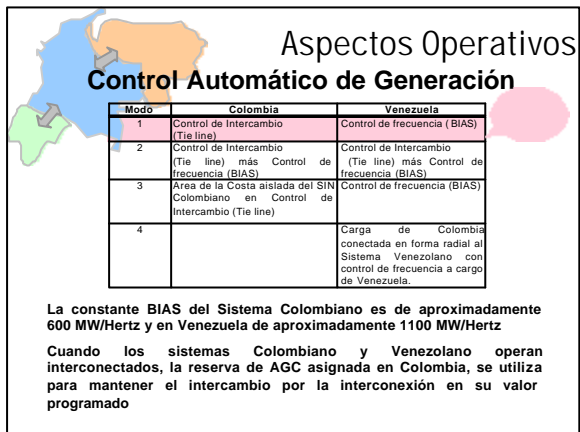 Aspectos Operativos
Control Automático de Generación
Modo Colombia Venezuela
1 Control de Intercambio Control de frecuencia ( BIAS)
(Tie line)
2 Control de Intercambio Control de Intercambio
(Tie line) más Control de (Tie line) más Control de
frecuencia (BIAS) frecuencia (BIAS)
3 Area de la Costa aislada del SIN Control de frecuencia (BIAS)
Colombiano en Control de
Intercambio (Tie line)
4 Carga de Colombia
conectada en forma radial al
Sistema Venezolano con
control de frecuencia a cargo
de Venezuela.
La constante BIAS del Sistema Colombiano es de aproximadamente
600 MW/Hertz y en Venezuela de aproximadamente 1100 MW/Hertz
Cuando los sistemas Colombiano y Venezolano operan
interconectados, la reserva de AGC asignada en Colombia, se utiliza
para mantener el intercambio por la interconexión en su valor
programado